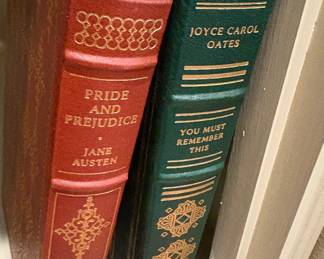 PRIDE
AND
PREJUDICE
JANE
AUSTEN
JOYCE CAROL
OATES
YOU MUST
REMEMBER
THIS